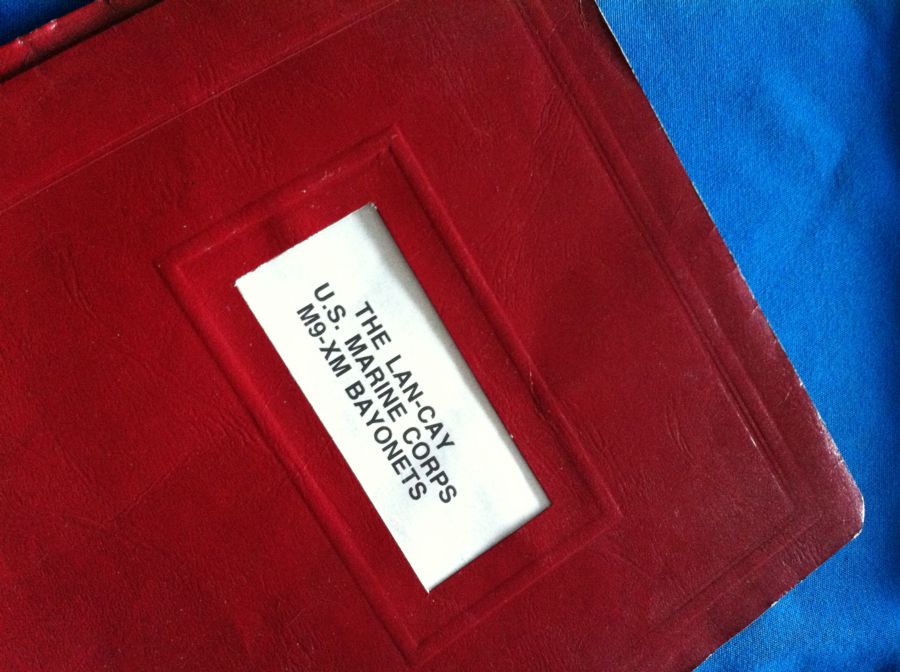 THE LAN-CAY
U.S. MARINE CORPS
M9-XM BAYONETS